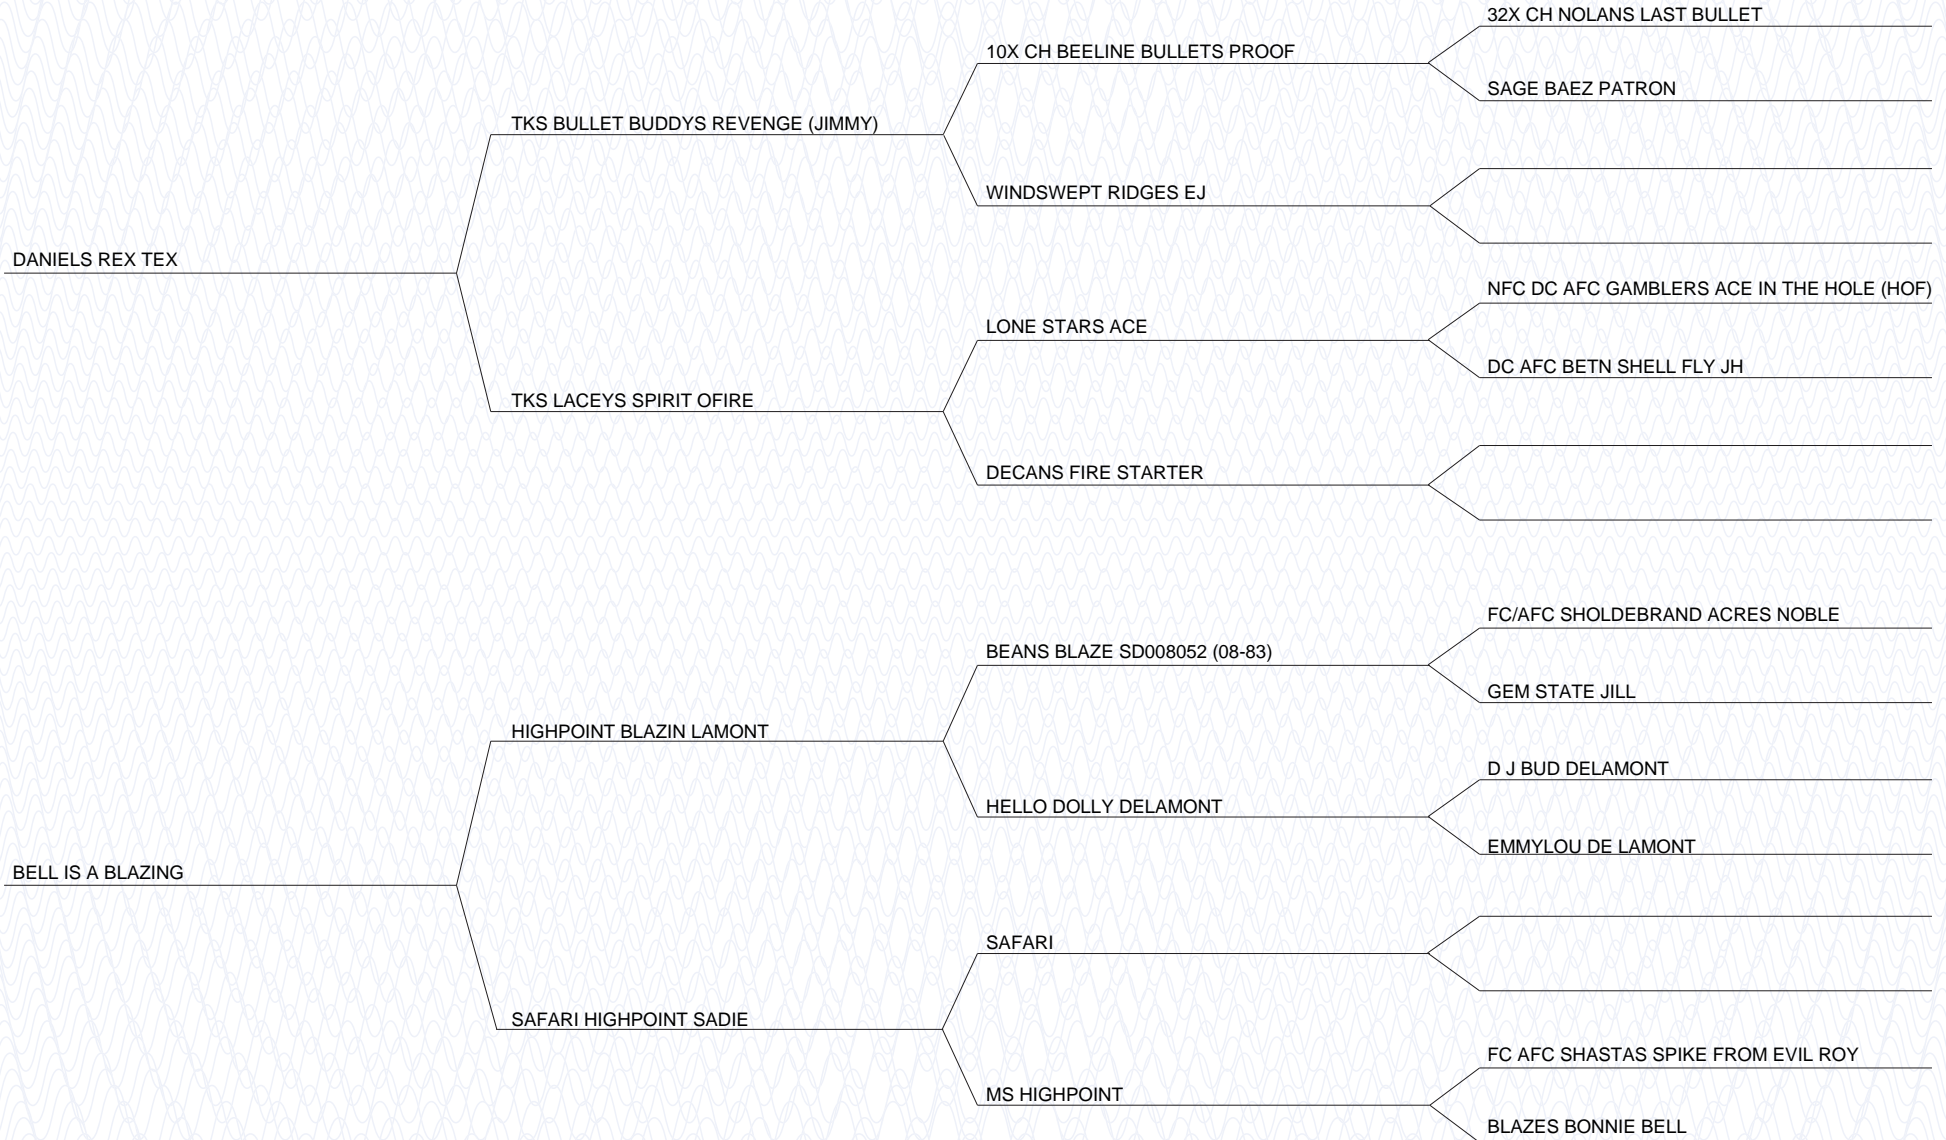 32X CH NOLANS LAST BULLET
10X CH BEELINE BULLETS PROOF
SAGE BAEZ PATRON
TKS BULLET BUDDYS REVENGE (JIMMY)
WINDSWEPT RIDGES EJ
DANIELS REX TEX
NFC DC AFC GAMBLERS ACE IN THE HOLE (HOF)
LONE STARS ACE
DC AFC BETN SHELL FLY JH
TKS LACEYS SPIRIT OFIRE
DECANS FIRE STARTER
FC/AFC SHOLDEBRAND ACRES NOBLE
BEANS BLAZE SD008052 (08-83)
GEM STATE JILL
HIGHPOINT BLAZIN LAMONT
D J BUD DELAMONT
HELLO DOLLY DELAMONT
EMMYLOU DE LAMONT
BELL IS A BLAZING
SAFARI
SAFARI HIGHPOINT SADIE
FC AFC SHASTAS SPIKE FROM EVIL ROY
MS HIGHPOINT
BLAZES BONNIE BELL